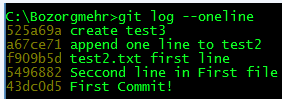 C:\Bozorgmehr>git log --oneline
525a69a create test3
a67ce71 append one line to test2
f909b5d test2.txt first line
5496882 Seccond line in First file
43dc0d5 First Commit!